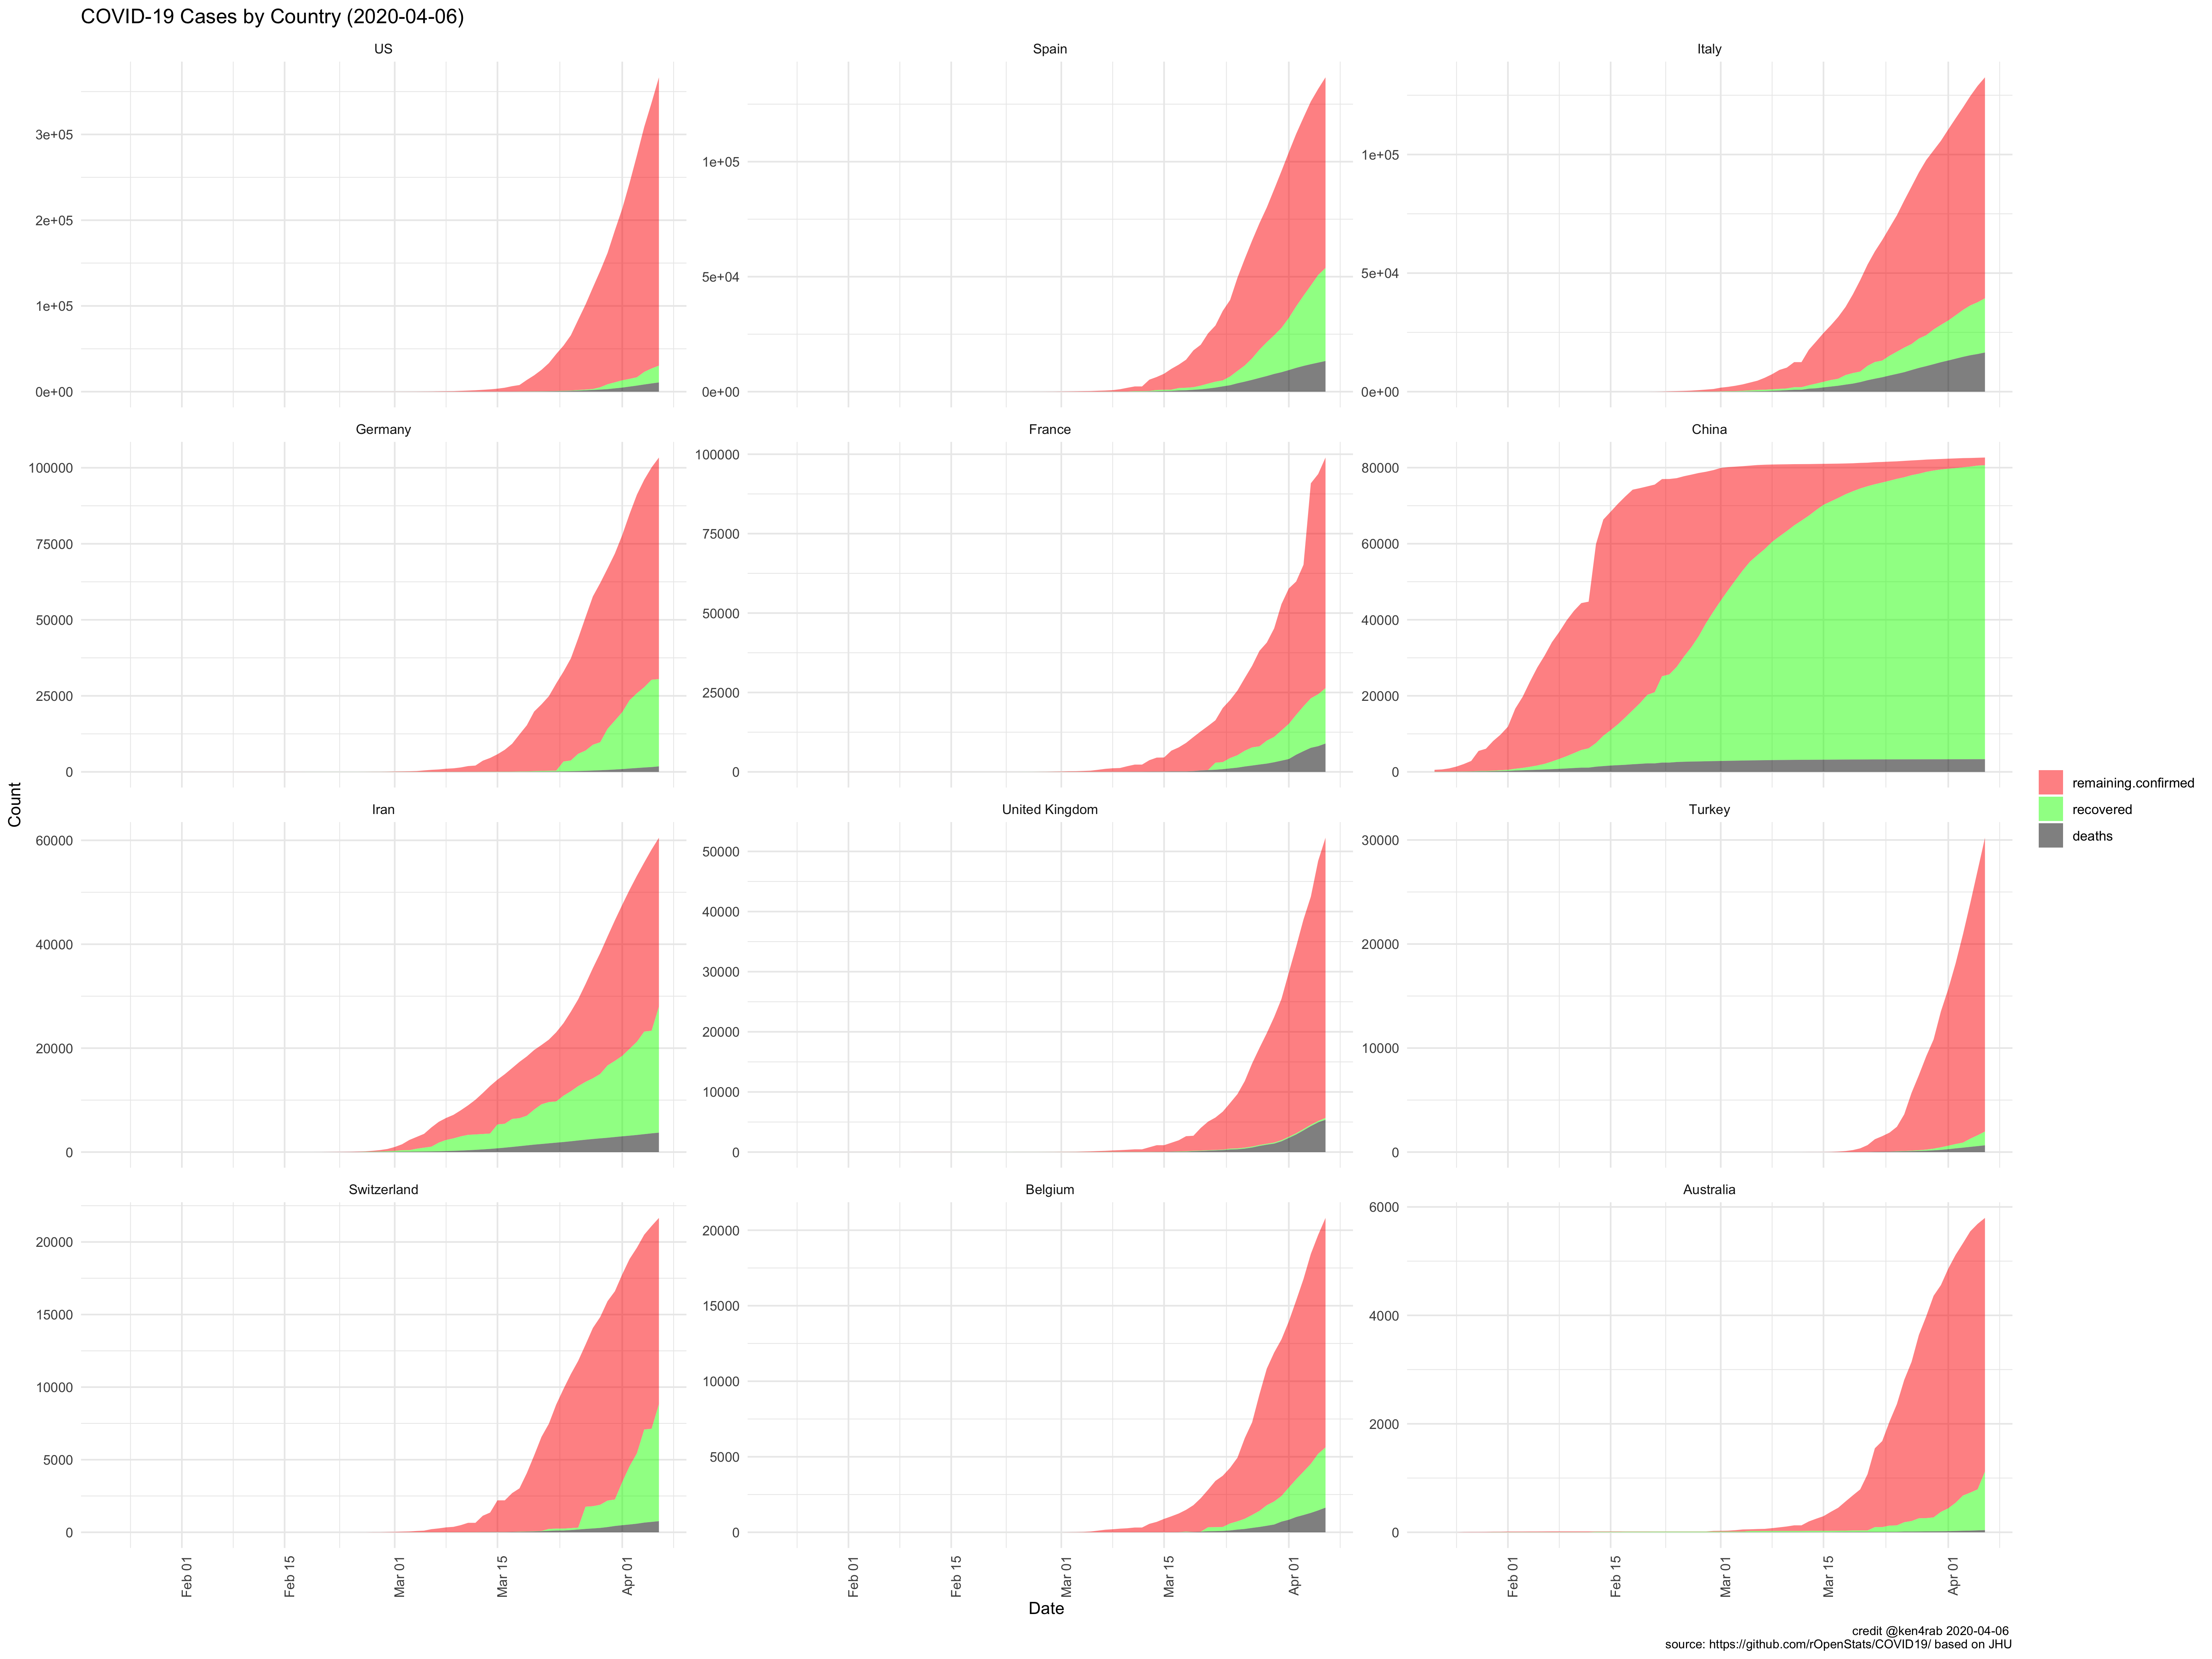 COVID-19 Cases by Country (2020-04-06)
US
Spain
Italy
3e+05
2e+05
1e+05
0e+00
1e+05
5e+04
0e+00
1e+05
5e+04
0e+00
Germany
France
China
100000
75000
50000
25000
0
100000
75000
50000
25000
0
80000
60000
40000
20000
0
Count
Iran
United Kingdom
Turkey
60000
40000
20000
0
50000
40000
30000
20000
10000
0
30000
20000
10000
0
remaining.confirmed
recovered
deaths
Switzerland
Belgium
Australia
20000
15000
10000
5000
0
20000
15000
10000
5000
0
6000
4000
2000
0
Feb 01
Feb 15
Mar 01
Mar 15
Apr 01
Feb 01
Feb 15
Mar 01
Mar 15
Apr 01
Feb 01
Feb 15
Mar 01
Mar 15
Apr 01
Date
credit @ken4rab 2020-04-06
source: https://github.com/rOpenStats/COVID19/ based on JHU